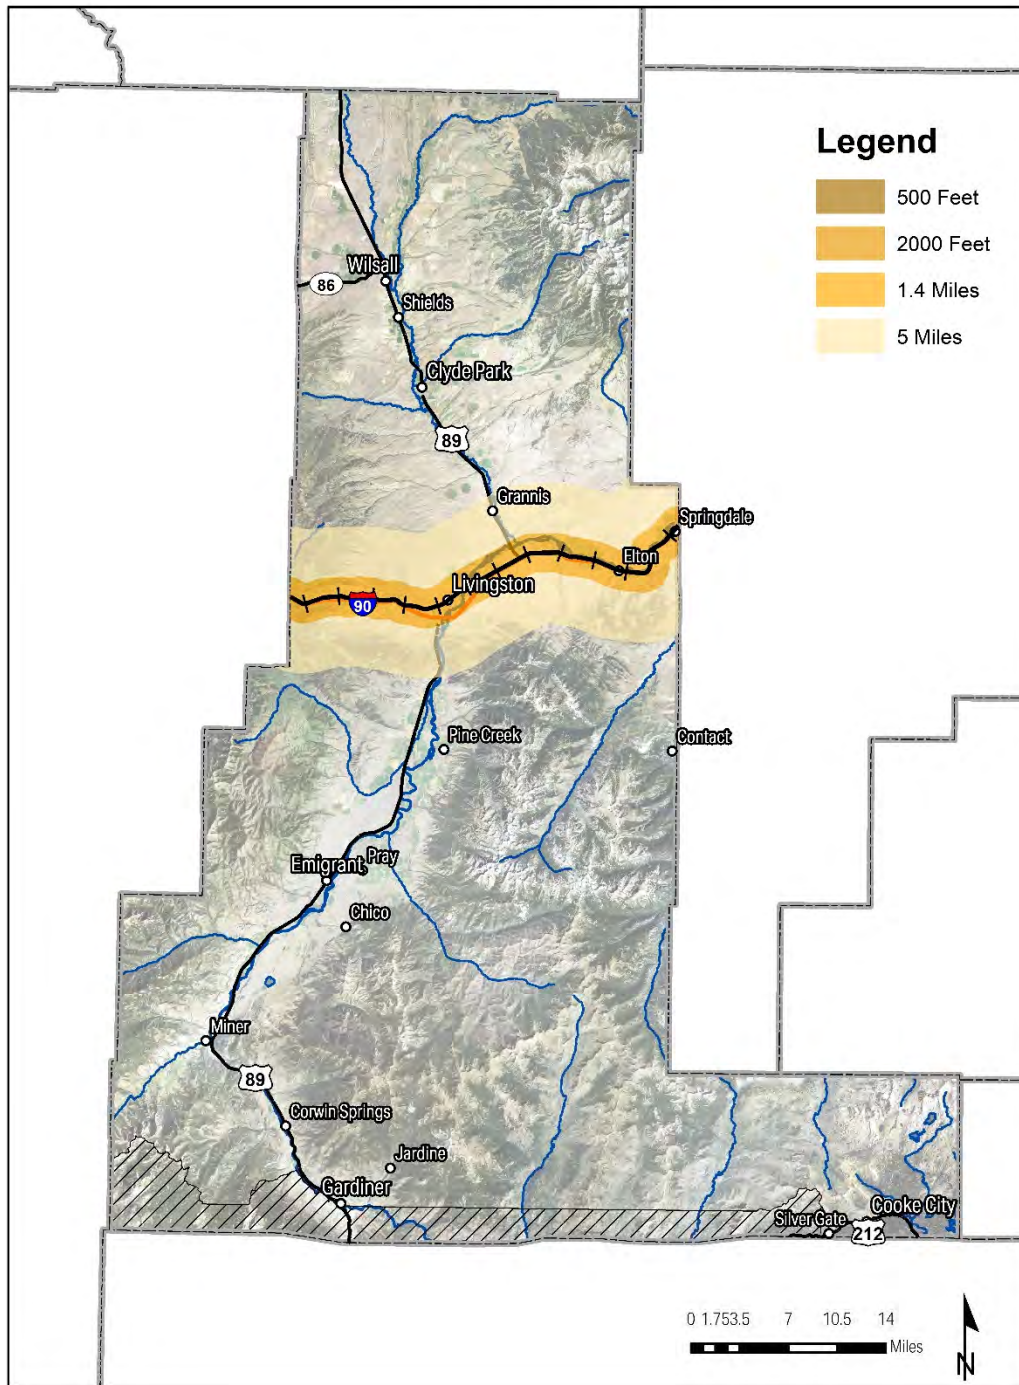 Legend
500 Feet
2000 Feet
1.4 Miles
5 Miles
Wilsall
86
Shields
Clyde Park
89
Grannis
Springdale
Elton
Livingston
90
Pine Creek
Contact
Pray
Emigrant
Chico
Miner
89
Corwin Springs
Jardine
Gardiner
Cooke City
Silver Gate
212
0 1.753.5 7 10.5 14
Miles
N